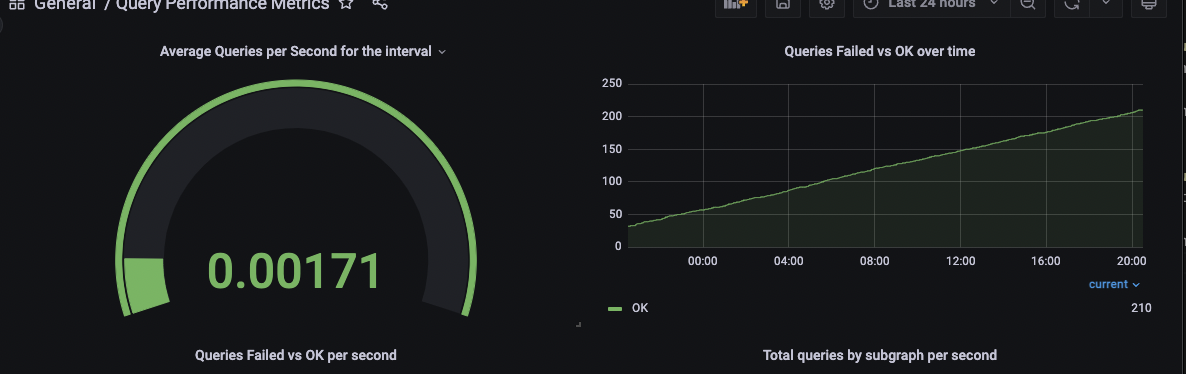 General / Query Performance Metrics
Last 24 hours
Average Queries per Second for the interval
0.00171
Queries Failed vs OK over time
250
200
150
100
50
0
00:00 04:00 08:00 12:00 16:00 20:00
current
OK 210
Queries Failed vs OK per second
Total queries by subgraph per second